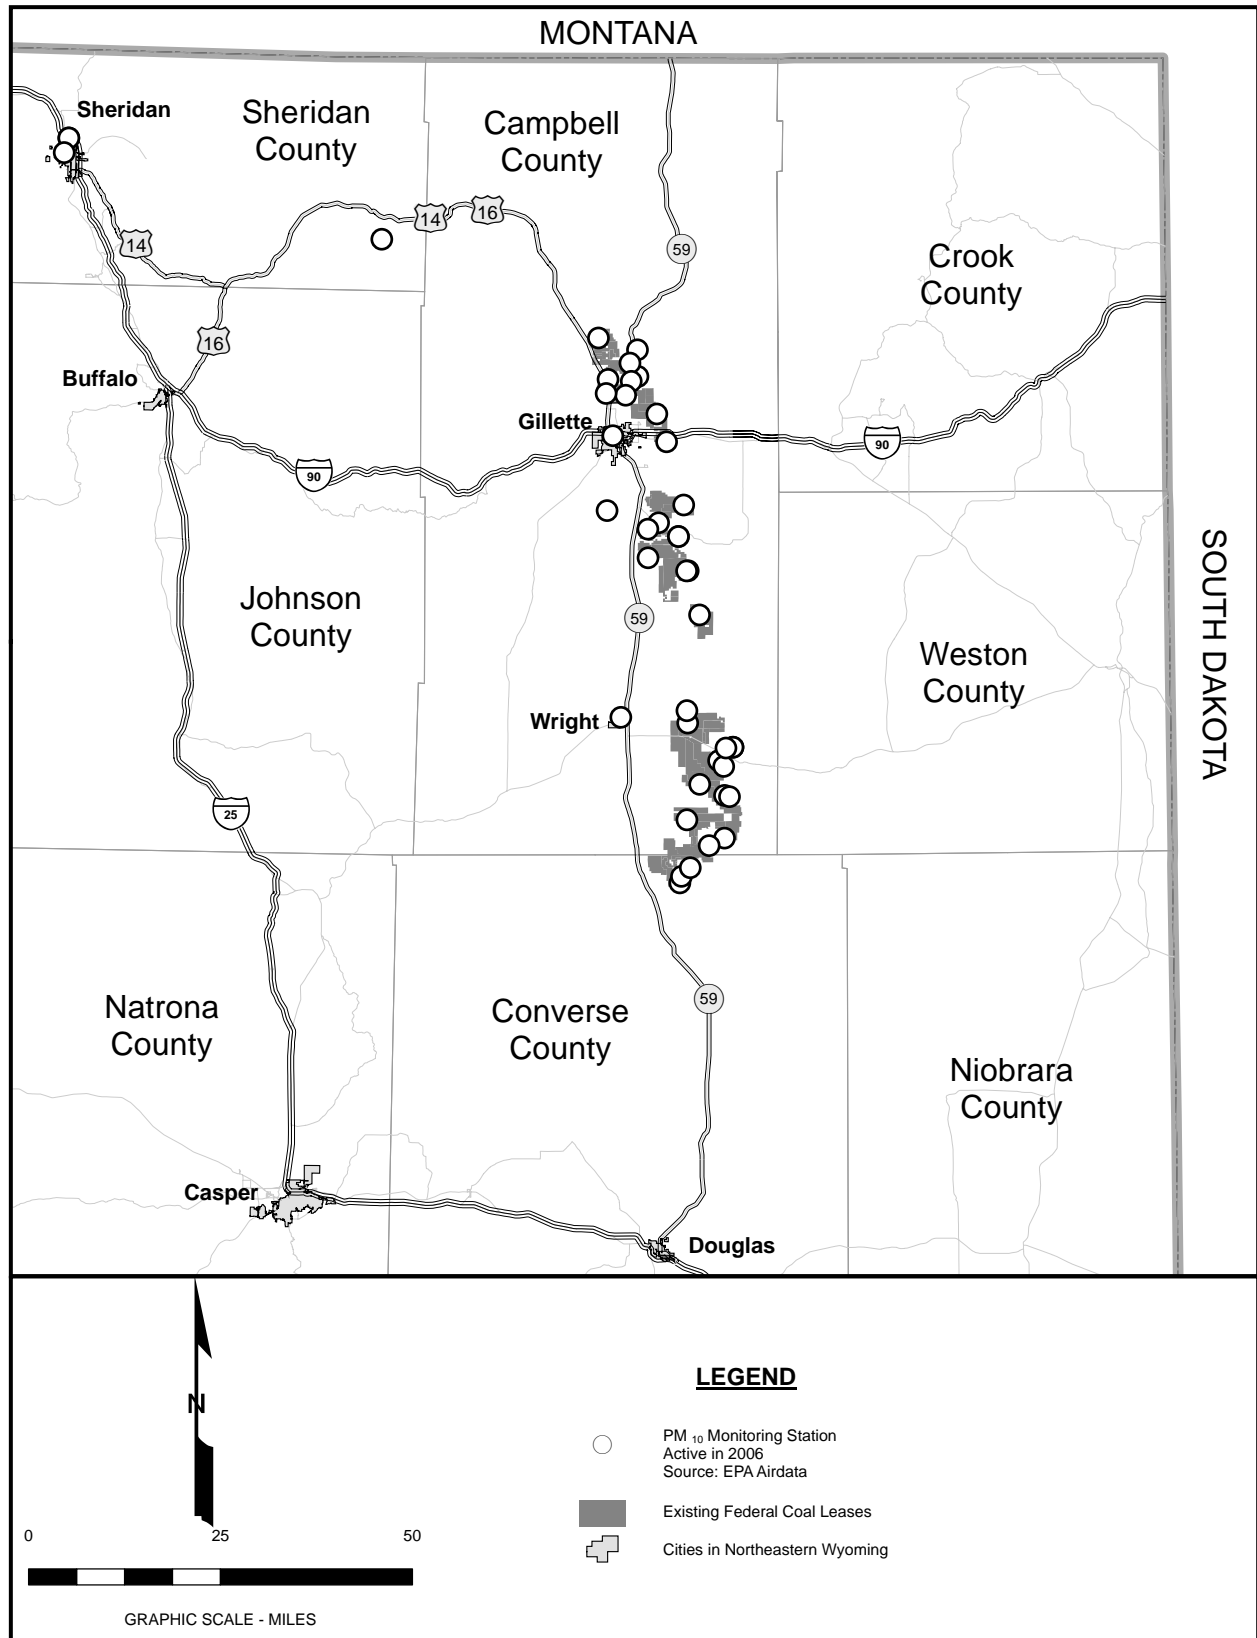 MONTANA
Sheridan
Sheridan
County
Campbell
County
14
16
14
59
Crook
County
16
Buffalo
Gillette
90
90
SOUTH DAKOTA
Johnson
County
59
Weston
County
Wright
25
Natrona
County
Converse
County
59
Niobrara
County
Casper
Douglas
N
LEGEND
PM 10 Monitoring Station
Active in 2006
Source: EPA Airdata
Existing Federal Coal Leases
Cities in Northeastern Wyoming
0 25 50
GRAPHIC SCALE - MILES